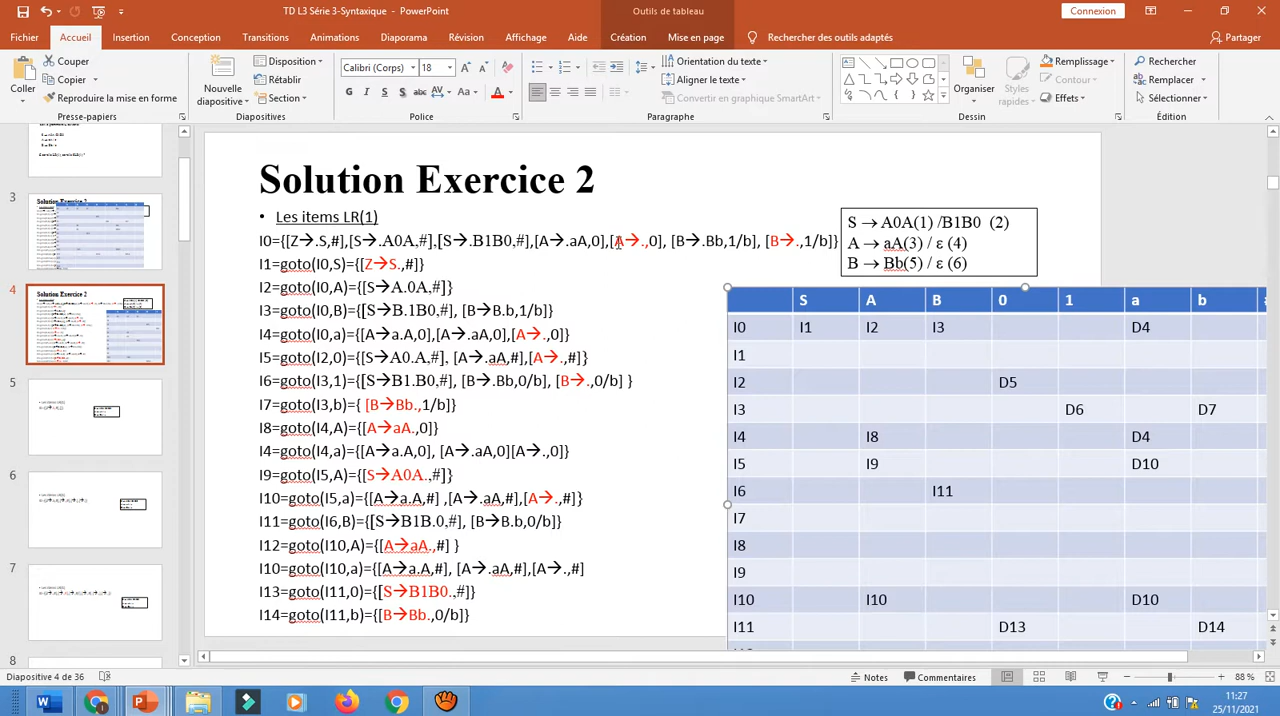 TD L3 Série 3-Syntaxique - PowerPoint
Outils de tableau
Connexion
Fichier Accueil Insertion Conception Transitions Animations Diaporama Révision Affichage Aide Création Mise en page Rechercher des outils adaptés Partager
Coller
Couper
Copier
Reproduire la mise en forme
Presse-papiers
Nouvelle diapositive
Disposition
Rétablir
Section
Diapositives
Calibri (Corps) 18
G I S S abc AV Aa A
Police
Orientation du texte
Aligner le texte
Convertir en graphique SmartArt
Paragraphe
Organiser
Styles rapides
Remplissage
Contour
Effets
Dessin
Rechercher
Remplacer
Sélectionner
Édition
3
4
5
6
7
8
Solution Exercice 2
• Les items LR(1)
I0={[Z→.S,#],[S→.A0A,#],[S→.B1B0,#],[A→.aA,0],[A→.,0], [B→.Bb,1/b], [B→.,1/b]}
I1=goto(I0,S)={[Z→S.,#]}
I2=goto(I0,A)={[S→A.0A,#]}
I3=goto(I0,B)={[S→B.1B0,#], [B→B.b,1/b]}
I4=goto(I0,a)={[A→a.A,0],[A→.aA,0],[A→.,0]}
I5=goto(I2,0)={[S→A0.A,#], [A→.aA,#],[A→.,#]}
I6=goto(I3,1)={[S→B1.B0,#], [B→.Bb,0/b], [B→.,0/b] }
I7=goto(I3,b)={ [B→Bb.,1/b]}
I8=goto(I4,A)={[A→aA.,0]}
I4=goto(I4,a)={[A→a.A,0], [A→.aA,0][A→.,0]}
I9=goto(I5,A)={[S→A0A.,#]}
I10=goto(I5,a)={[A→a.A,#] ,[A→.aA,#],[A→.,#]}
I11=goto(I6,B)={[S→B1B.0,#], [B→B.b,0/b]}
I12=goto(I10,A)={[A→aA.,#] }
I10=goto(I10,a)={[A→a.A,#], [A→.aA,#],[A→.,#]
I13=goto(I11,0)={[S→B1B0.,#]}
I14=goto(I11,b)={[B→Bb.,0/b]}
S → A0A(1) /B1B0 (2)
A → aA(3) / ε (4)
B → Bb(5) / ε (6)
S A B 0 1 a b
I0 I1 I2 I3 D4
I1
I2 D5
I3 D6 D7
I4 I8 D4
I5 I9 D10
I6 I11
I7
I8
I9
I10 I10 D10
I11 D13 D14
Diapositive 4 de 36
Notes
Commentaires
88 %
11:27
25/11/2021